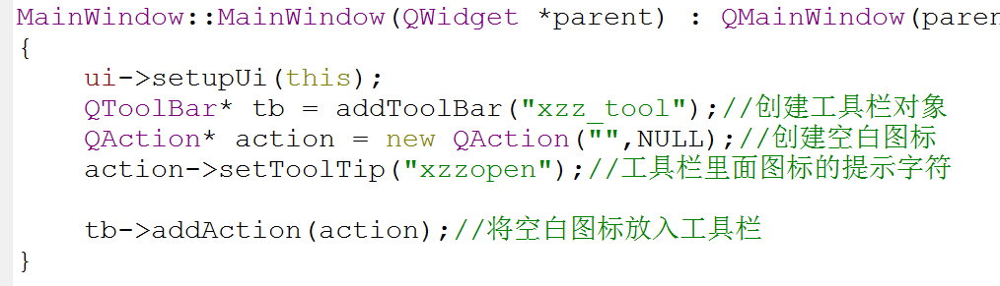 MainWindow::MainWindow(QWidget *parent) : QMainWindow(paren
{
ui->setupUi(this);
QToolBar* tb = addToolBar("xzz_tool");//创建工具栏对象
QAction* action = new QAction("",NULL);//创建空白图标
action->setToolTip("xzzopen");//工具栏里面图标的提示字符
tb->addAction(action);//将空白图标放入工具栏
}